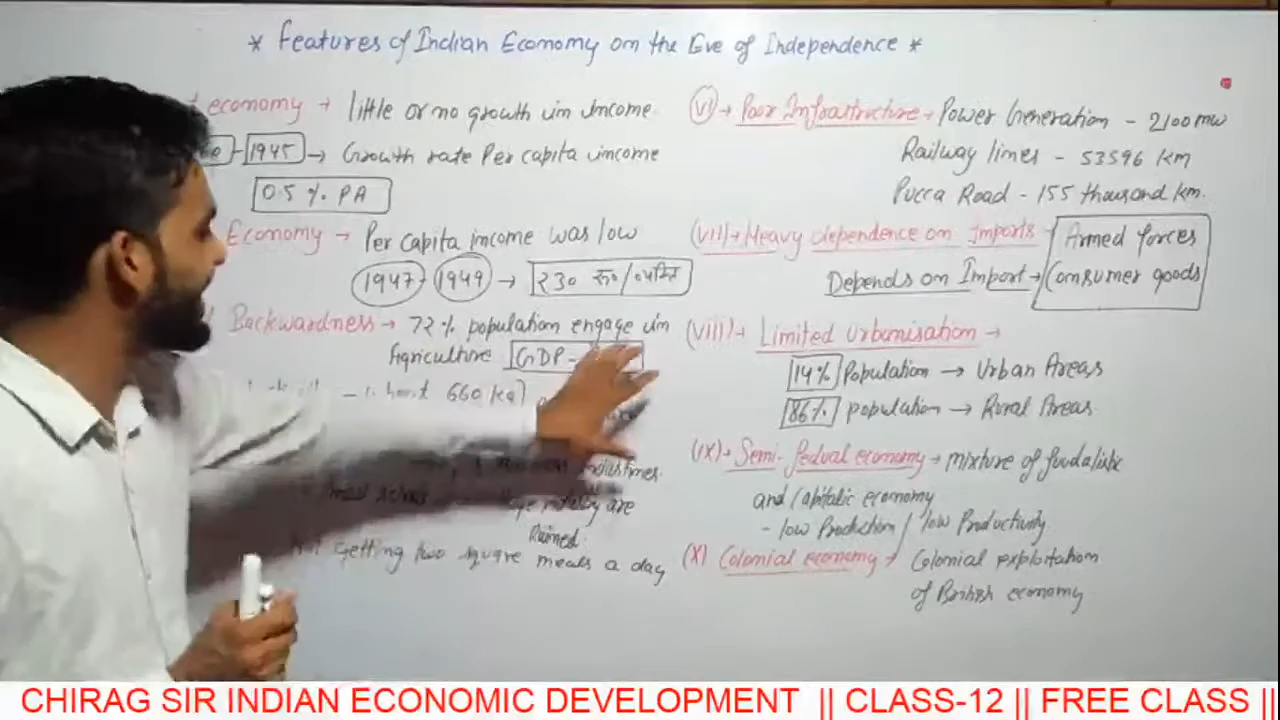 * Features of Indian Economy on the Eve of Independence *
economy → little or no growth in income.
1945 → Growth rate Per capita income
0.5 % PA
Economy → Per capita income was low
1947 - 1949 → ₹230 रू०/व्यक्ति
Backwardness → 72 % population engage in
Agriculture GDP -
660 kg)
industries.
are
Ruined.
getting two square meals a day
(VI) → Poor Infrastructure → Power Generation - 2100 mw
Railway lines - 53596 km
Pucca Road - 155 thousand km.
(VII) → Heavy dependence on Imports
Depends on Import → Armed forces
Consumer goods
(VIII) → Limited Urbanisation →
14% Population → Urban Areas
86% population → Rural Areas
(IX) → Semi-fedual economy → mixture of feudalistic
and Capitalic economy
- low Production / low Productivity
(X) Colonial economy → Colonial exploitation
of British economy
CHIRAG SIR INDIAN ECONOMIC DEVELOPMENT || CLASS-12 || FREE CLASS ||